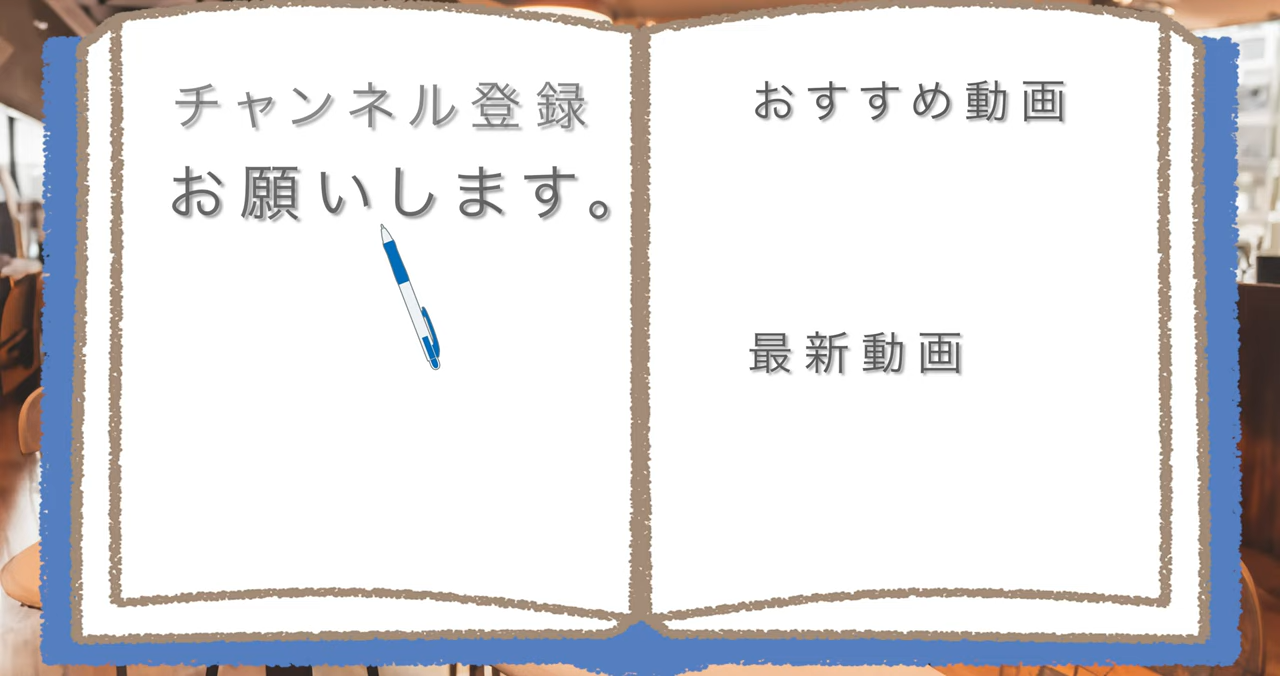 チャンネル登録
お願いします。
おすすめ動画
最新動画